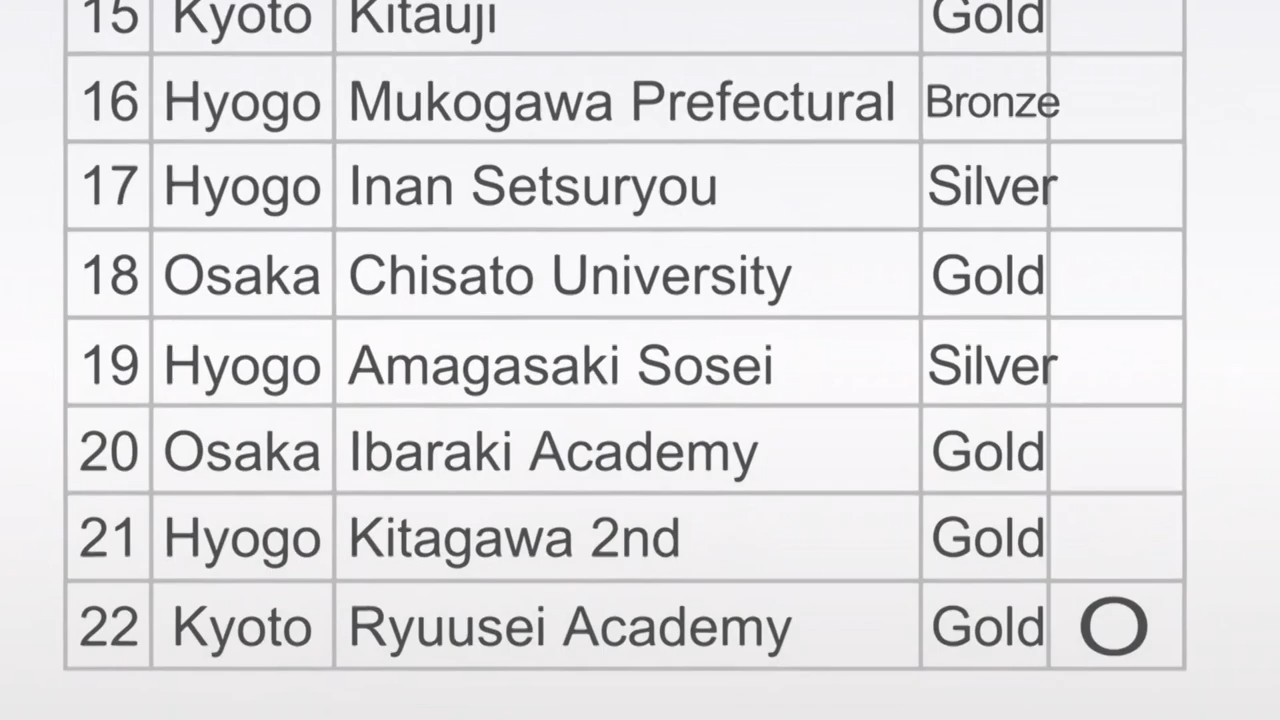 15 Kyoto Kitauji Gold
16 Hyogo Mukogawa Prefectural Bronze
17 Hyogo Inan Setsuryou Silver
18 Osaka Chisato University Gold
19 Hyogo Amagasaki Sosei Silver
20 Osaka Ibaraki Academy Gold
21 Hyogo Kitagawa 2nd Gold
22 Kyoto Ryuusei Academy Gold O